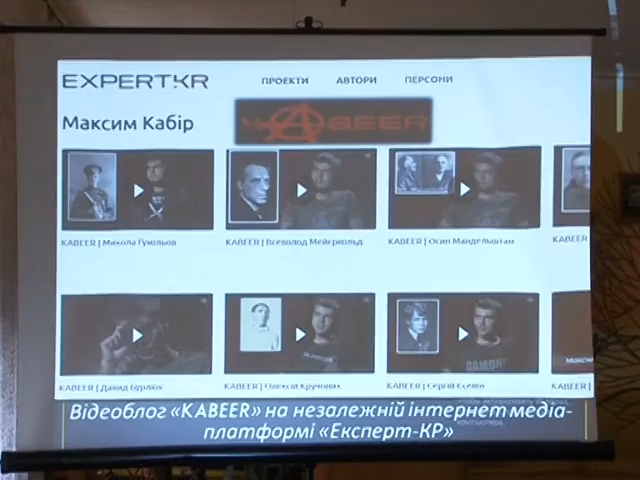 EXPERT:KR
ПРОЕКТИ АВТОРИ ПЕРСОНИ
Максим Кабір
KABEER
KABEER | Микола Гумільов
KABEER | Всеволод Мейєрхольд
KABEER | Осип Мандельштам
KABEER |
KABEER | Давид Бурлюк
KABEER | Олексій Кручених
KABEER | Сергій Єсенін
KABEER |
Відеоблог «KABEER» на незалежній інтернет медіа-
платформі «Експерт-КР»